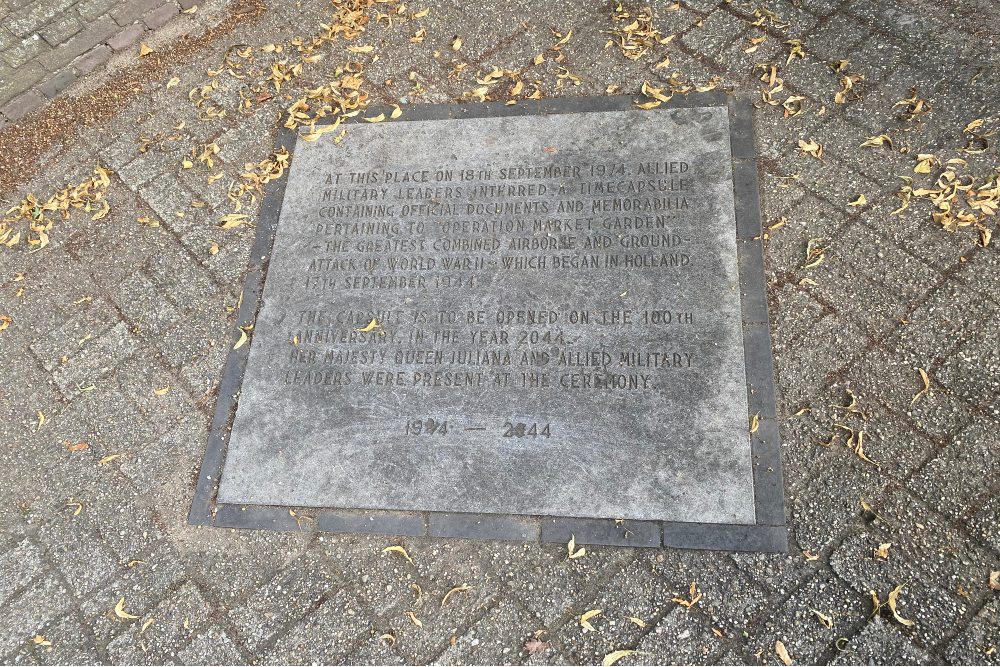 AT THIS PLACE ON 18TH SEPTEMBER 1974, ALLIED
MILITARY LEADERS INTERRED A TIMECAPSULE
CONTAINING OFFICIAL DOCUMENTS AND MEMORABILIA
PERTAINING TO "OPERATION MARKET GARDEN"
-THE GREATEST COMBINED AIRBORNE AND GROUND-
ATTACK OF WORLD WAR II - WHICH BEGAN IN HOLLAND,
17TH SEPTEMBER 1944.
THE CAPSULE IS TO BE OPENED ON THE 100TH
ANNIVERSARY, IN THE YEAR 2044.
HER MAJESTY QUEEN JULIANA AND ALLIED MILITARY
LEADERS WERE PRESENT AT THE CEREMONY.
1974 — 2044